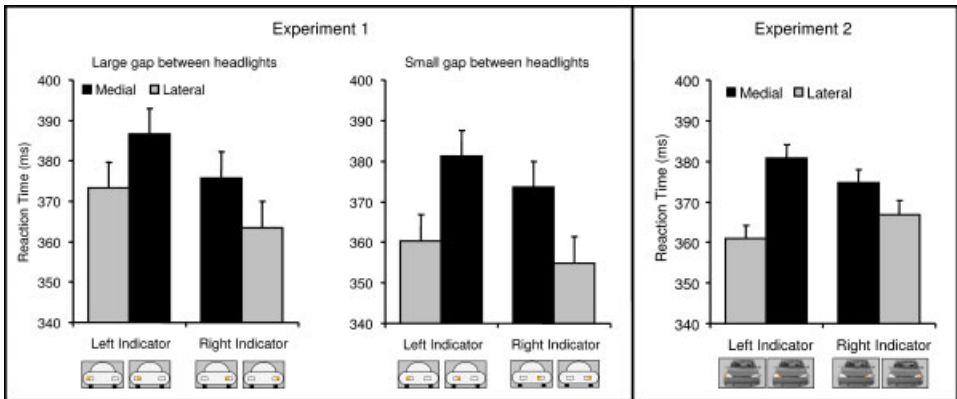 Experiment 1
Large gap between headlights
400
390
380
370
360
350
340
Reaction Time (ms)
Medial Lateral
Left Indicator Right Indicator
Small gap between headlights
400
390
380
370
360
350
340
Left Indicator Right Indicator
Experiment 2
400
390
380
370
360
350
340
Reaction Time (ms)
Medial Lateral
Left Indicator Right Indicator